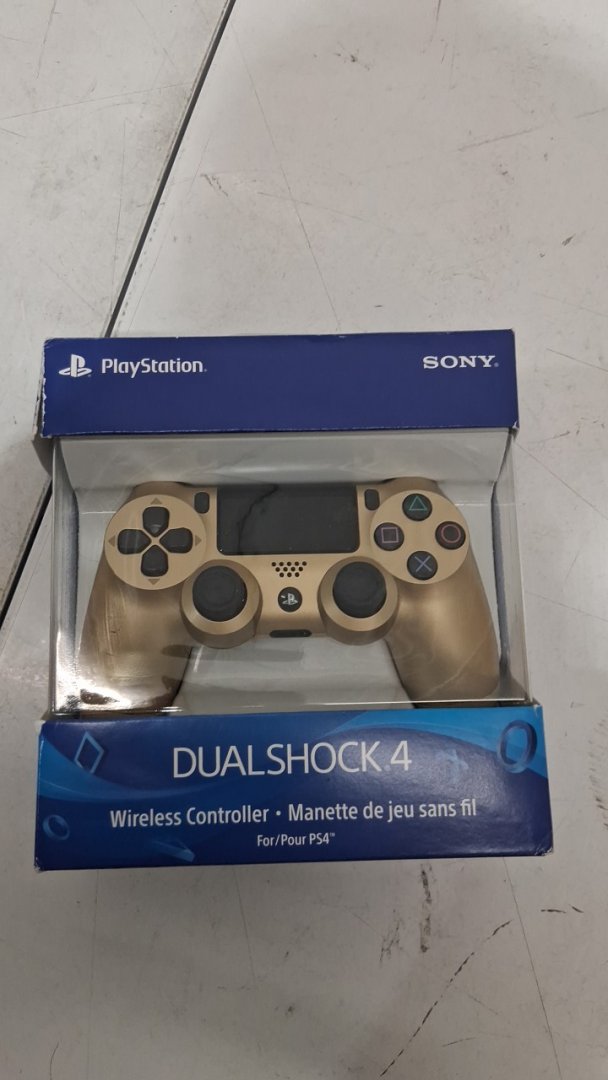 PlayStation®
SONY®
DUALSHOCK®4
Wireless Controller • Manette de jeu sans fil
For/Pour PS4™